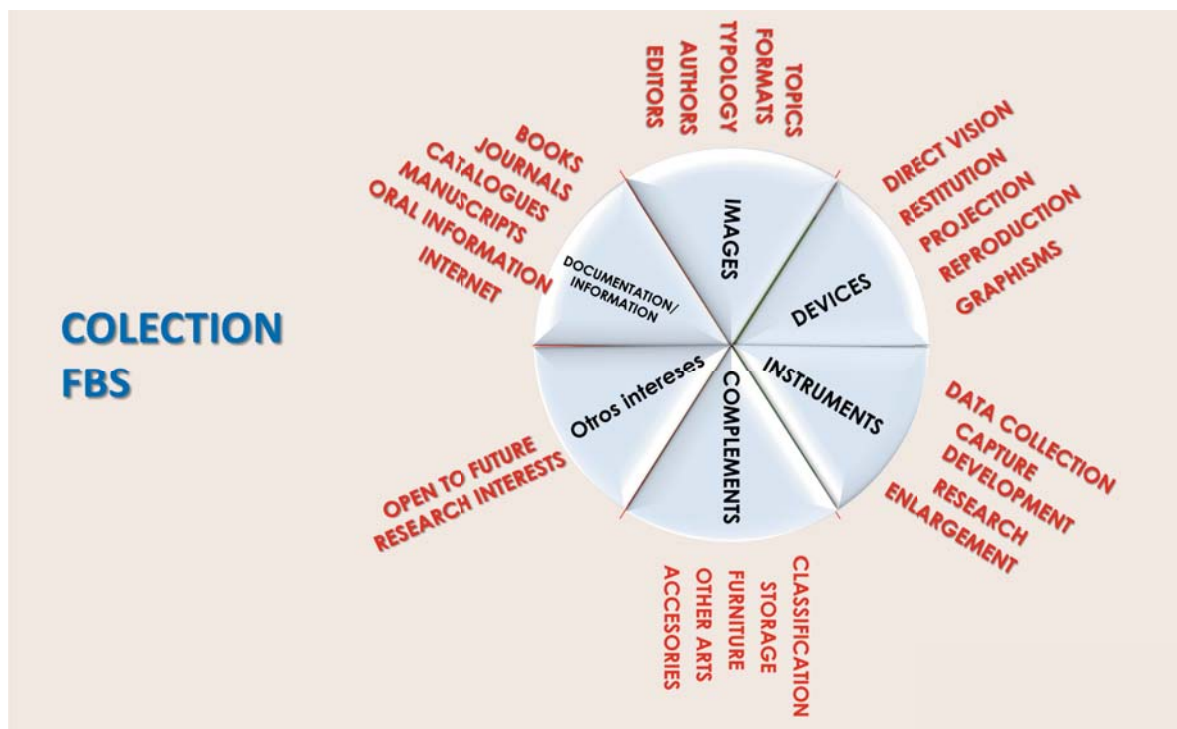 COLECTION
FBS
IMAGES
TOPICS
FORMATS
TYPOLOGY
AUTHORS
EDITORS
DEVICES
DIRECT VISION
RESTITUTION
PROJECTION
REPRODUCTION
GRAPHISMS
INSTRUMENTS
DATA COLLECTION
CAPTURE
DEVELOPMENT
RESEARCH
ENLARGEMENT
COMPLEMENTS
CLASSIFICATION
STORAGE
FURNITURE
OTHER ARTS
ACCESORIES
Otros intereses
OPEN TO FUTURE
RESEARCH INTERESTS
DOCUMENTATION/
INFORMATION
BOOKS
JOURNALS
CATALOGUES
MANUSCRIPTS
ORAL INFORMATION
INTERNET